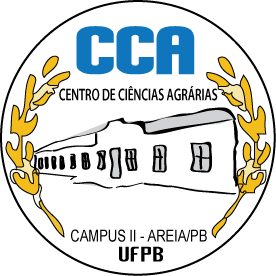 CCA
CENTRO DE CIÊNCIAS AGRÁRIAS
CAMPUS II - AREIA/PB
UFPB